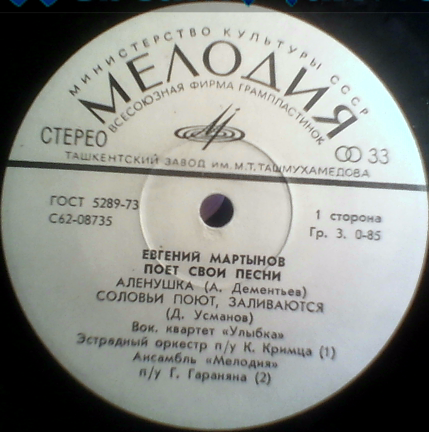 МИНИСТЕРСТВО КУЛЬТУРЫ СССР
МЕЛОДИЯ
ВСЕСОЮЗНАЯ ФИРМА ГРАМПЛАСТИНОК
СТЕРЕО
33
ТАШКЕНТСКИЙ ЗАВОД ИМ. М.Т. ТАШМУХАМЕДОВА
ГОСТ 5289-73
С62-08735
1 сторона
Гр. 3. 0-85
ЕВГЕНИЙ МАРТЫНОВ
ПОЕТ СВОИ ПЕСНИ
АЛЕНУШКА (А. Дементьев)
СОЛОВЬИ ПОЮТ, ЗАЛИВАЮТСЯ
(Д. Усманов)
Вок. квартет «Улыбка»
Эстрадный оркестр п/у К. Кримца (1)
Ансамбль «Мелодия»
п/у Г. Гараняна (2)